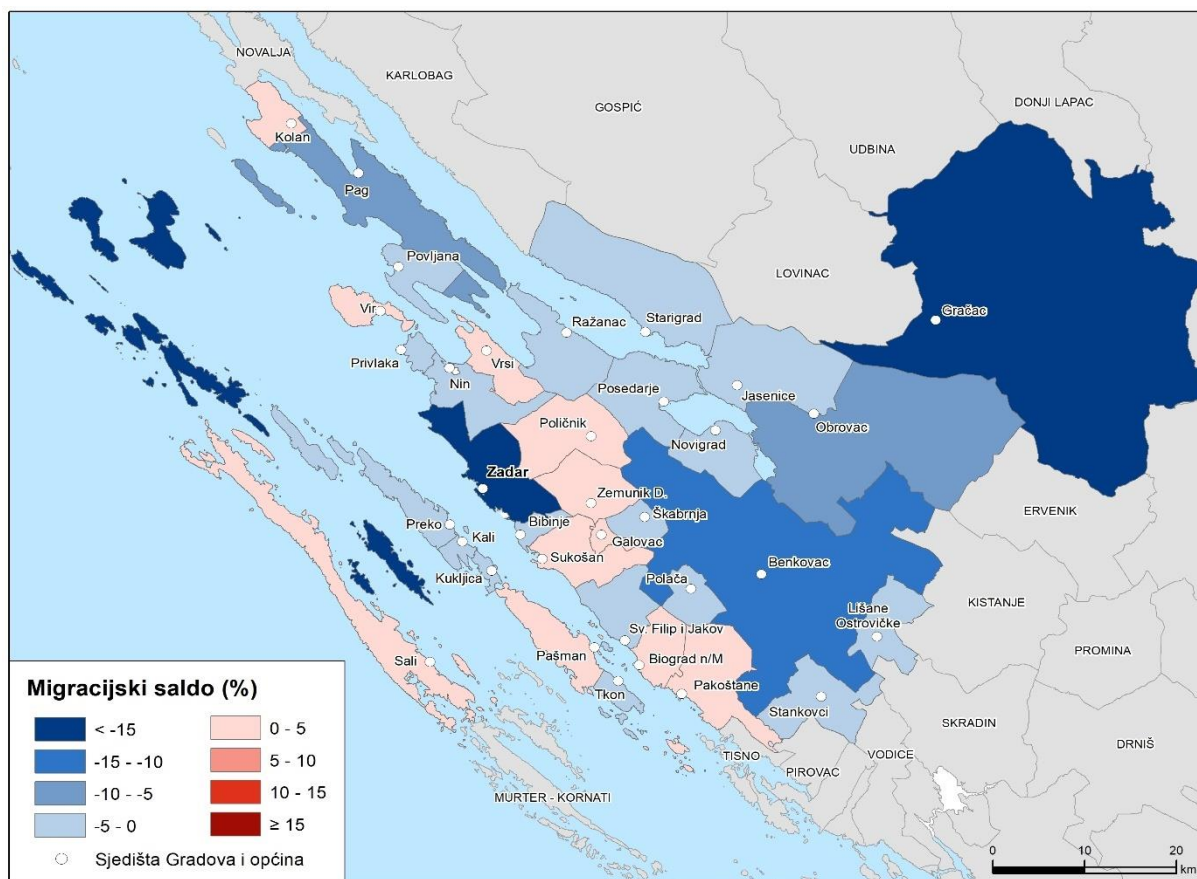 NOVALJA
KARLOBAG
GOSPIĆ
DONJI LAPAC
UDBINA
Kolan
Pag
LOVINAC
Povljana
Gračac
Vir
Ražanac
Starigrad
Privlaka
Vrsi
Nin
Posedarje
Jasenice
Obrovac
Poličnik
Novigrad
Zadar
Zemunik D.
Škabrnja
ERVENIK
Preko
Bibinje
Kali
Galovac
Sukošan
Kukljica
Benkovac
Polača
KISTANJE
Lišane
Ostrovičke
Sv. Filip i Jakov
PROMINA
Sali
Pašman
Biograd n/M
Tkon
Pakoštane
Stankovci
SKRADIN
DRNIŠ
TISNO
VODICE
PIROVAC
MURTER - KORNATI
Migracijski saldo (%)
< -15
-15 - -10
-10 - -5
-5 - 0
0 - 5
5 - 10
10 - 15
≥ 15
Sjedišta Gradova i općina
0 10 20
km